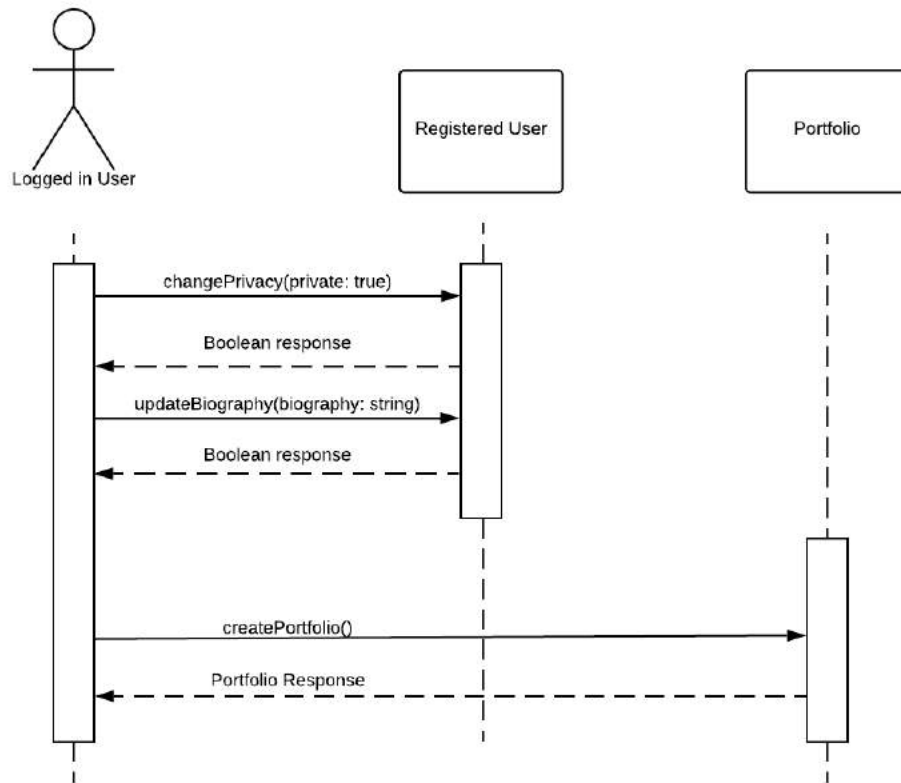 Logged in User
Registered User
Portfolio
changePrivacy(private: true)
Boolean response
updateBiography(biography: string)
Boolean response
createPortfolio()
Portfolio Response